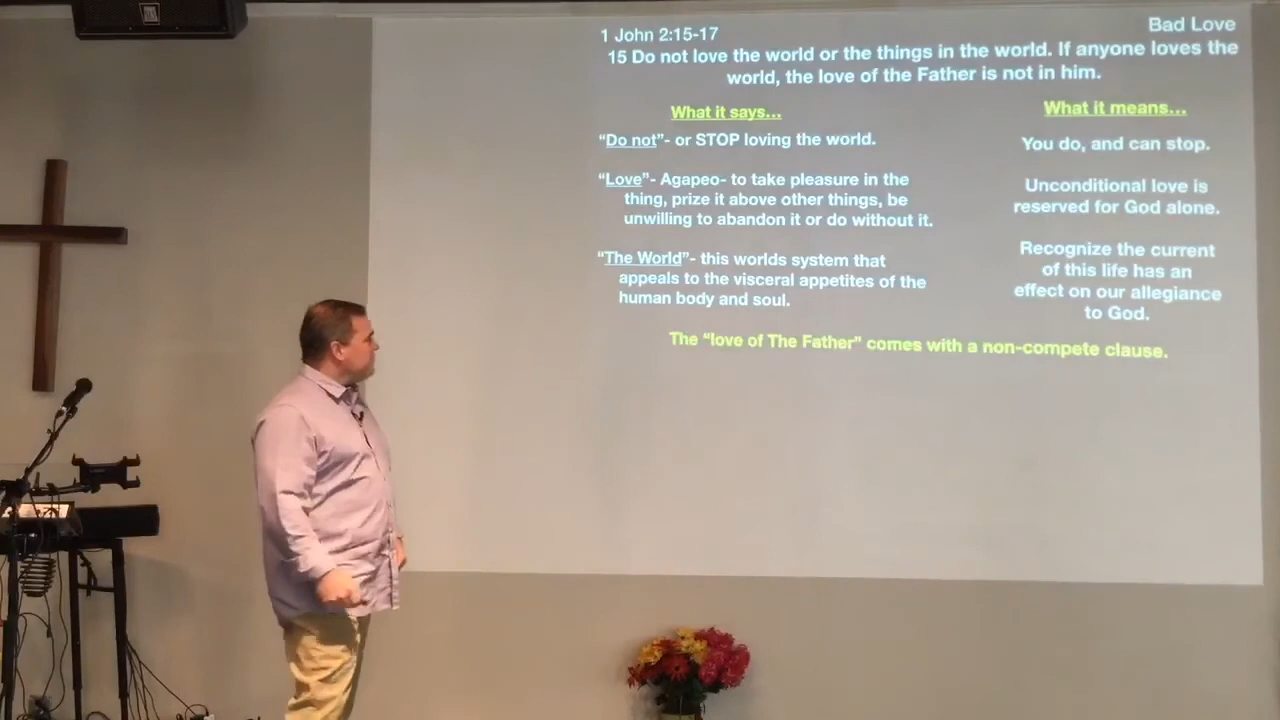 1 John 2:15-17
Bad Love
15 Do not love the world or the things in the world. If anyone loves the
world, the love of the Father is not in him.
What it says...
"Do not"- or STOP loving the world.
"Love"- Agapeo- to take pleasure in the
thing, prize it above other things, be
unwilling to abandon it or do without it.
"The World"- this worlds system that
appeals to the visceral appetites of the
human body and soul.
What it means...
You do, and can stop.
Unconditional love is
reserved for God alone.
Recognize the current
of this life has an
effect on our allegiance
to God.
The "love of The Father" comes with a non-compete clause.